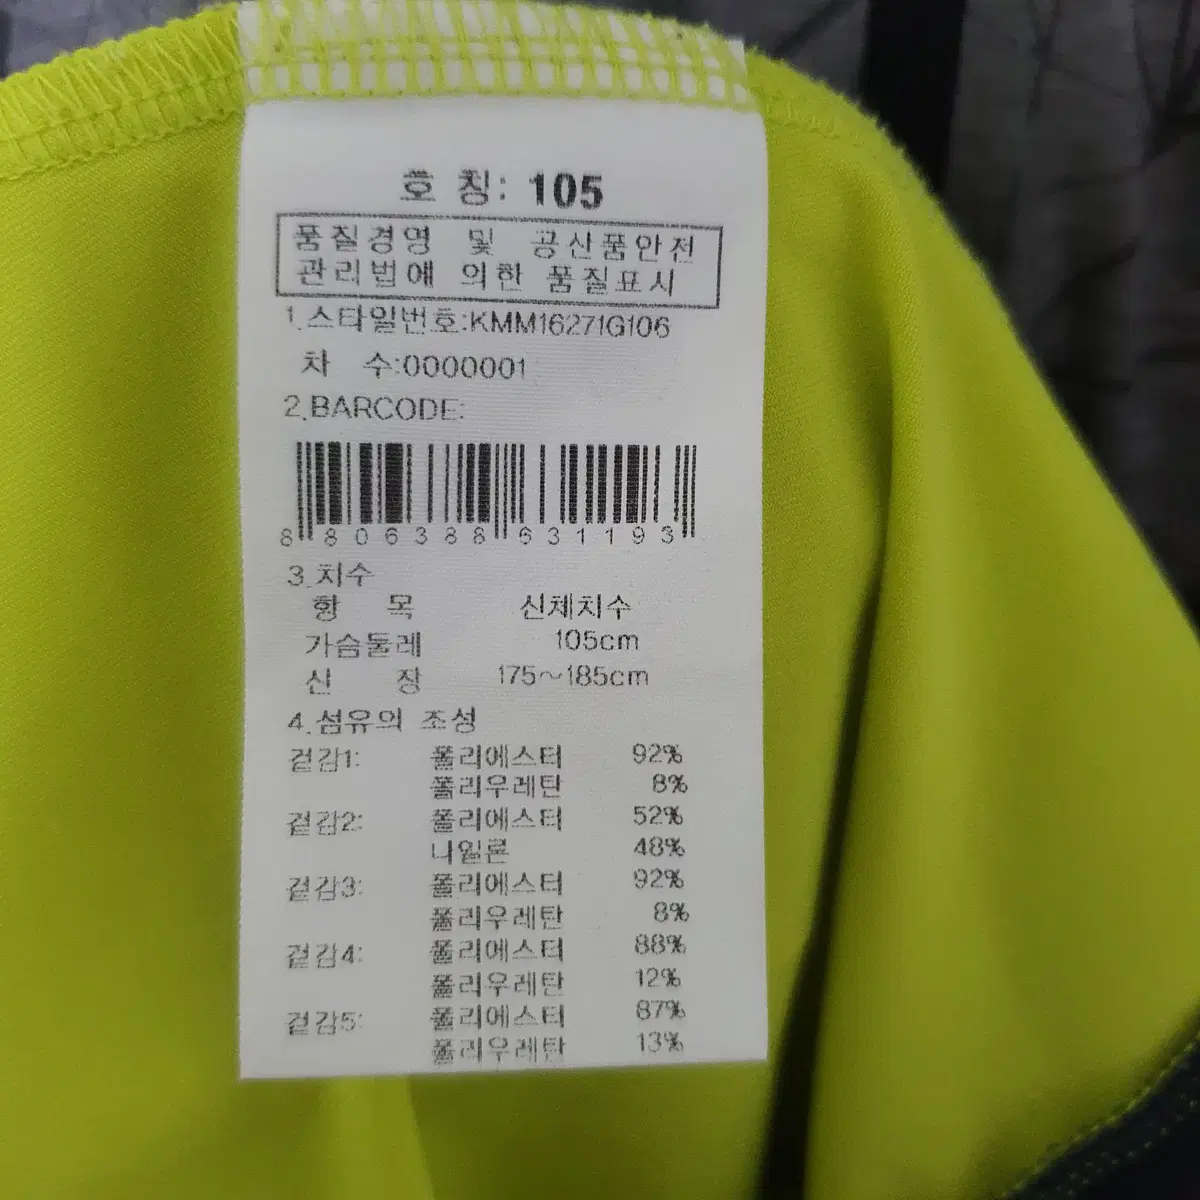 호 칭: 105
품질경영 및 공산품안전
관리법에 의한 품질표시
1.스타일번호:KMM16271G106
차 수:0000001
2.BARCODE:
8 806388 631193
3.치수
항 목 신체치수
가슴둘레 105cm
신 장 175~185cm
4.섬유의 조성
겉감1: 폴리에스터 92%
폴리우레탄 8%
겉감2: 폴리에스터 52%
나일론 48%
겉감3: 폴리에스터 92%
폴리우레탄 8%
겉감4: 폴리에스터 88%
폴리우레탄 12%
겉감5: 폴리에스터 87%
폴리우레탄 13%